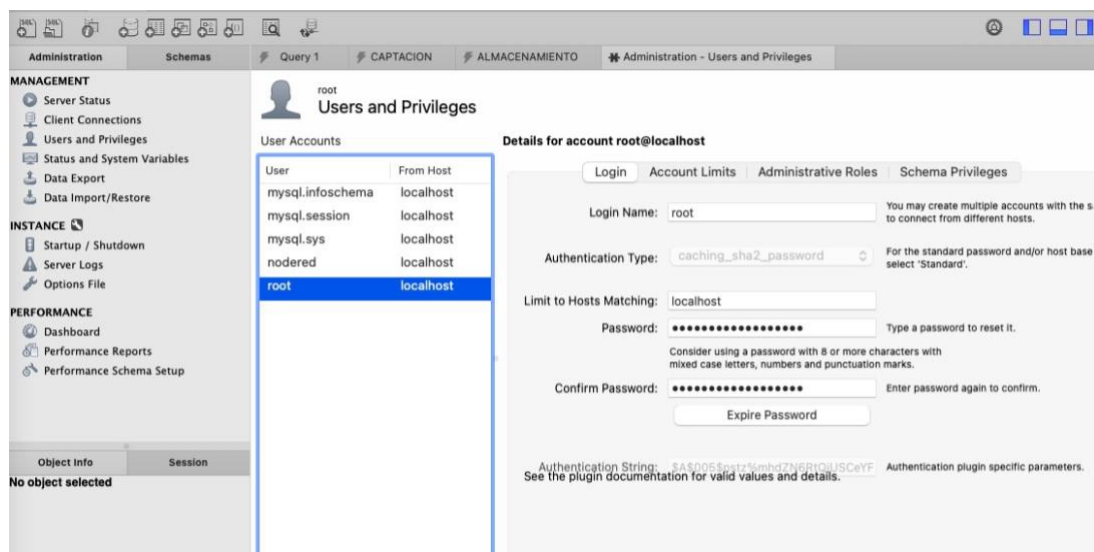 Administration Schemas Query 1 CAPTACION ALMACENAMIENTO Administration - Users and Privileges
MANAGEMENT
Server Status
Client Connections
Users and Privileges
Status and System Variables
Data Export
Data Import/Restore
INSTANCE
Startup / Shutdown
Server Logs
Options File
PERFORMANCE
Dashboard
Performance Reports
Performance Schema Setup
Object Info Session
No object selected
root
Users and Privileges
User Accounts
User From Host
mysql.infoschema localhost
mysql.session localhost
mysql.sys localhost
nodered localhost
root localhost
Details for account root@localhost
Login Account Limits Administrative Roles Schema Privileges
Login Name: root
You may create multiple accounts with the s
to connect from different hosts.
Authentication Type: caching_sha2_password
For the standard password and/or host base
select 'Standard'.
Limit to Hosts Matching: localhost
Password: ●●●●●●●●●●●●●●●●●● Type a password to reset it.
Consider using a password with 8 or more characters with
mixed case letters, numbers and punctuation marks.
Confirm Password: ●●●●●●●●●●●●●●●●●● Enter password again to confirm.
Expire Password
Authentication String: Authentication plugin specific parameters.
See the plugin documentation for valid values and details.